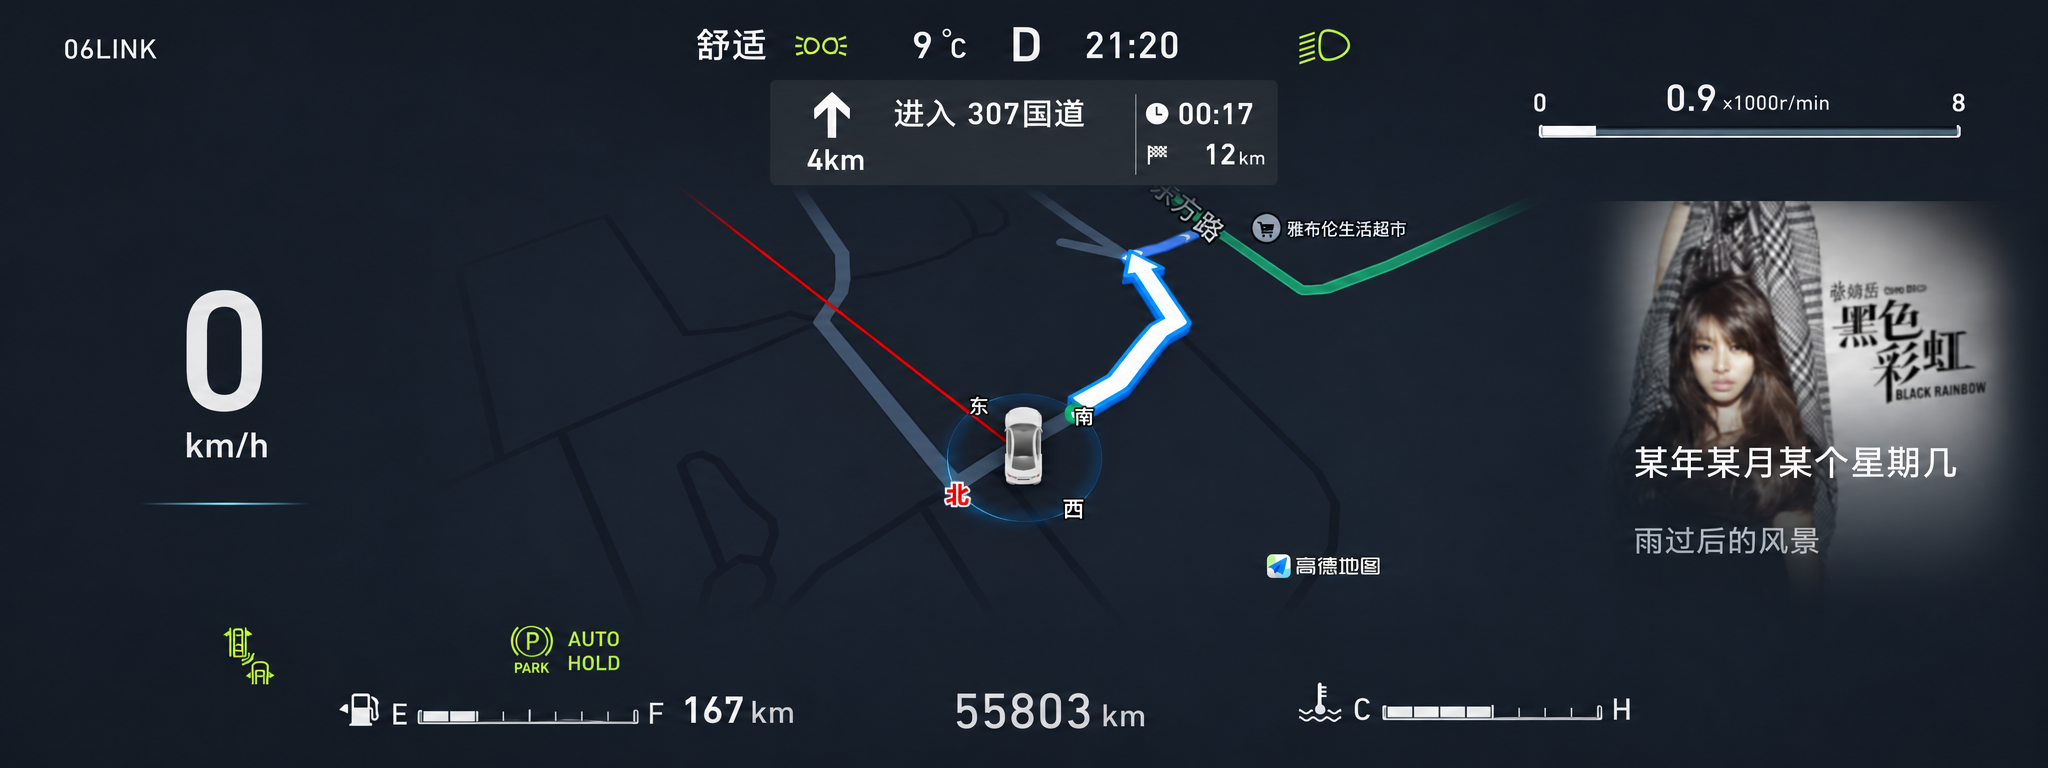 06LINK
舒适
9 ℃
D
21:20
进入 307国道
4km
00:17
12 km
0
0.9 x1000r/min
8
东方路
雅布伦生活超市
0
km/h
东
南
北
西
高德地图
黑色
彩虹
BLACK RAINBOW
某年某月某个星期几
雨过后的风景
P
PARK
AUTO
HOLD
E
F
167 km
55803 km
C
H